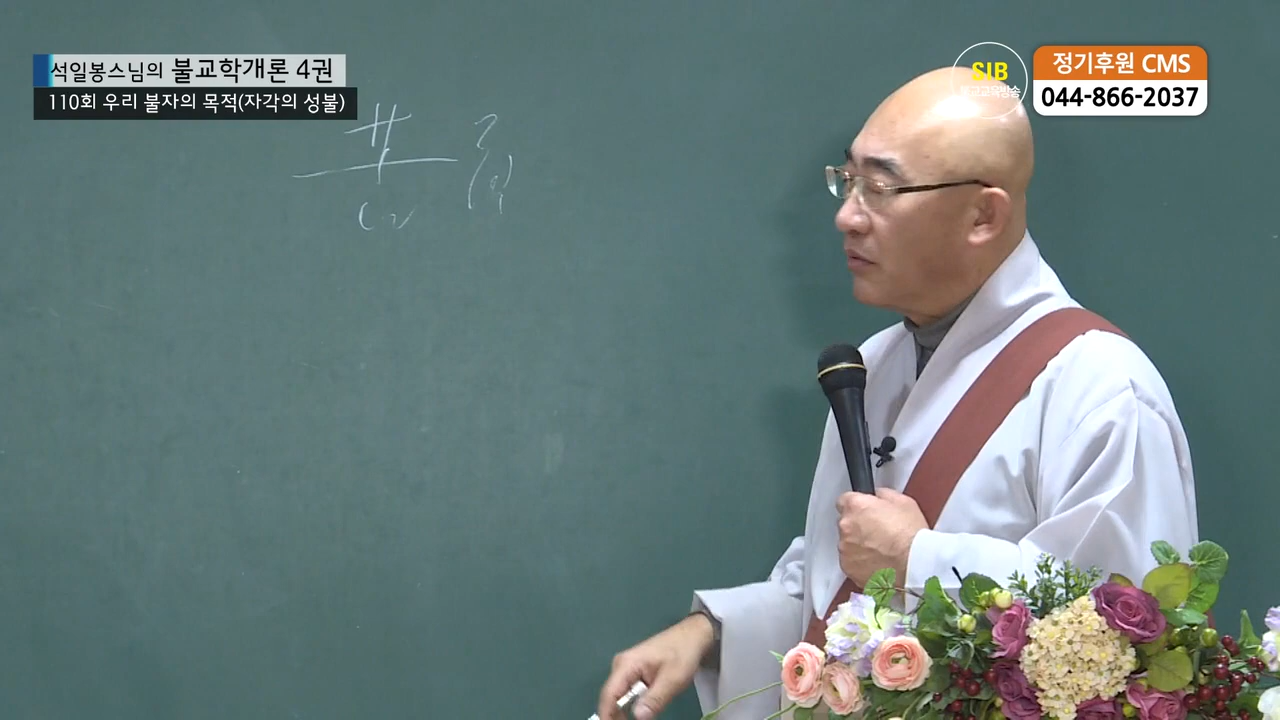 석일봉스님의 불교학개론 4권
110회 우리 불자의 목적(자각의 성불)
SIB
불교교육방송
정기후원 CMS
044-866-2037